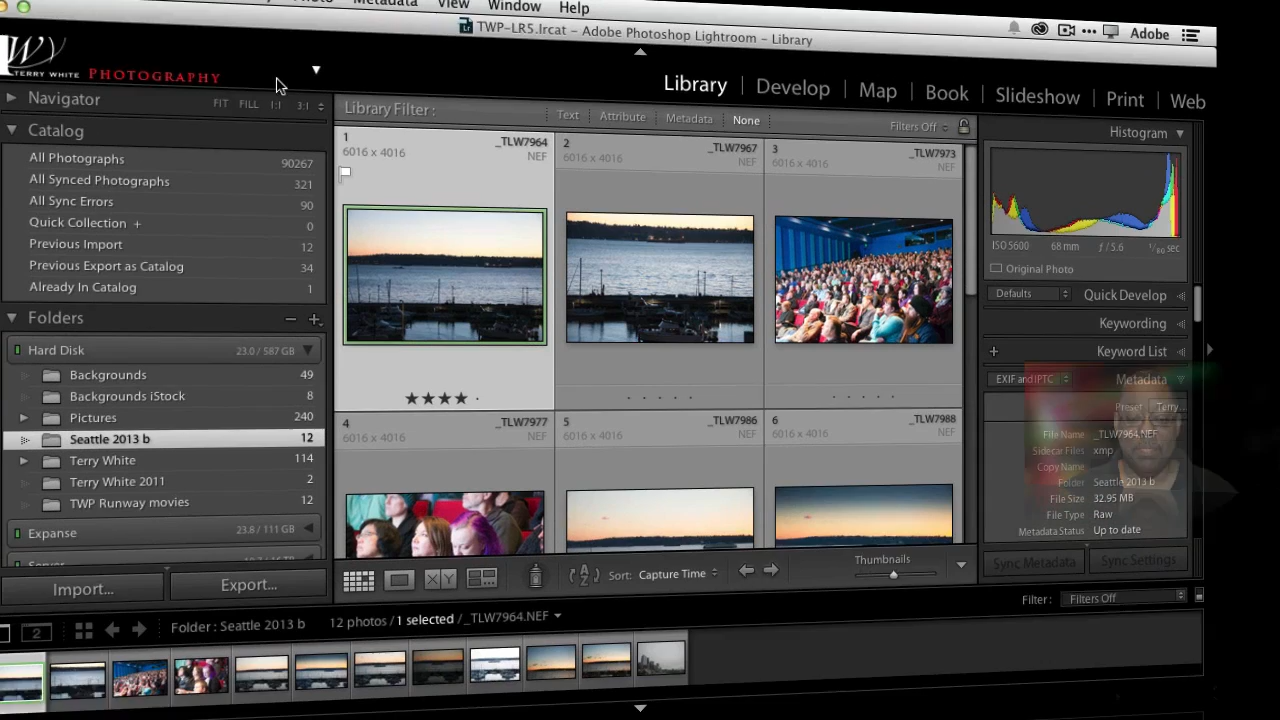 Photo Metadata View Window Help
TWP-LR5.lrcat – Adobe Photoshop Lightroom – Library
Adobe
TERRY WHITE PHOTOGRAPHY
Library | Develop | Map | Book | Slideshow | Print | Web
Navigator FIT FILL 1:1 3:1
Catalog
All Photographs 90267
All Synced Photographs 321
All Sync Errors 90
Quick Collection + 0
Previous Import 12
Previous Export as Catalog 34
Already In Catalog 1
Folders − +
Hard Disk 23.0 / 587 GB
Backgrounds 49
Backgrounds iStock 8
Pictures 240
Seattle 2013 b 12
Terry White 114
Terry White 2011 2
TWP Runway movies 12
Expanse 23.8 / 111 GB
Import... Export...
Library Filter : Text Attribute Metadata None Filters Off
1 _TLW7964
6016 x 4016 NEF
2 _TLW7967
6016 x 4016 NEF
3 _TLW7973
6016 x 4016 NEF
4 _TLW7977
6016 x 4016 NEF
5 _TLW7986
6016 x 4016 NEF
6 _TLW7988
6016 x 4016 NEF
Sort: Capture Time
Thumbnails
Histogram
ISO 5600 68 mm ƒ / 5.6 1/80 sec
Original Photo
Defaults Quick Develop
Keywording
+ Keyword List
EXIF and IPTC Metadata
Preset Terry...
File Name _TLW7964.NEF
Sidecar Files xmp
Copy Name
Folder Seattle 2013 b
File Size 32.95 MB
File Type Raw
Metadata Status Up to date
Sync Metadata Sync Settings
2 Folder : Seattle 2013 b 12 photos / 1 selected / _TLW7964.NEF
Filter : Filters Off